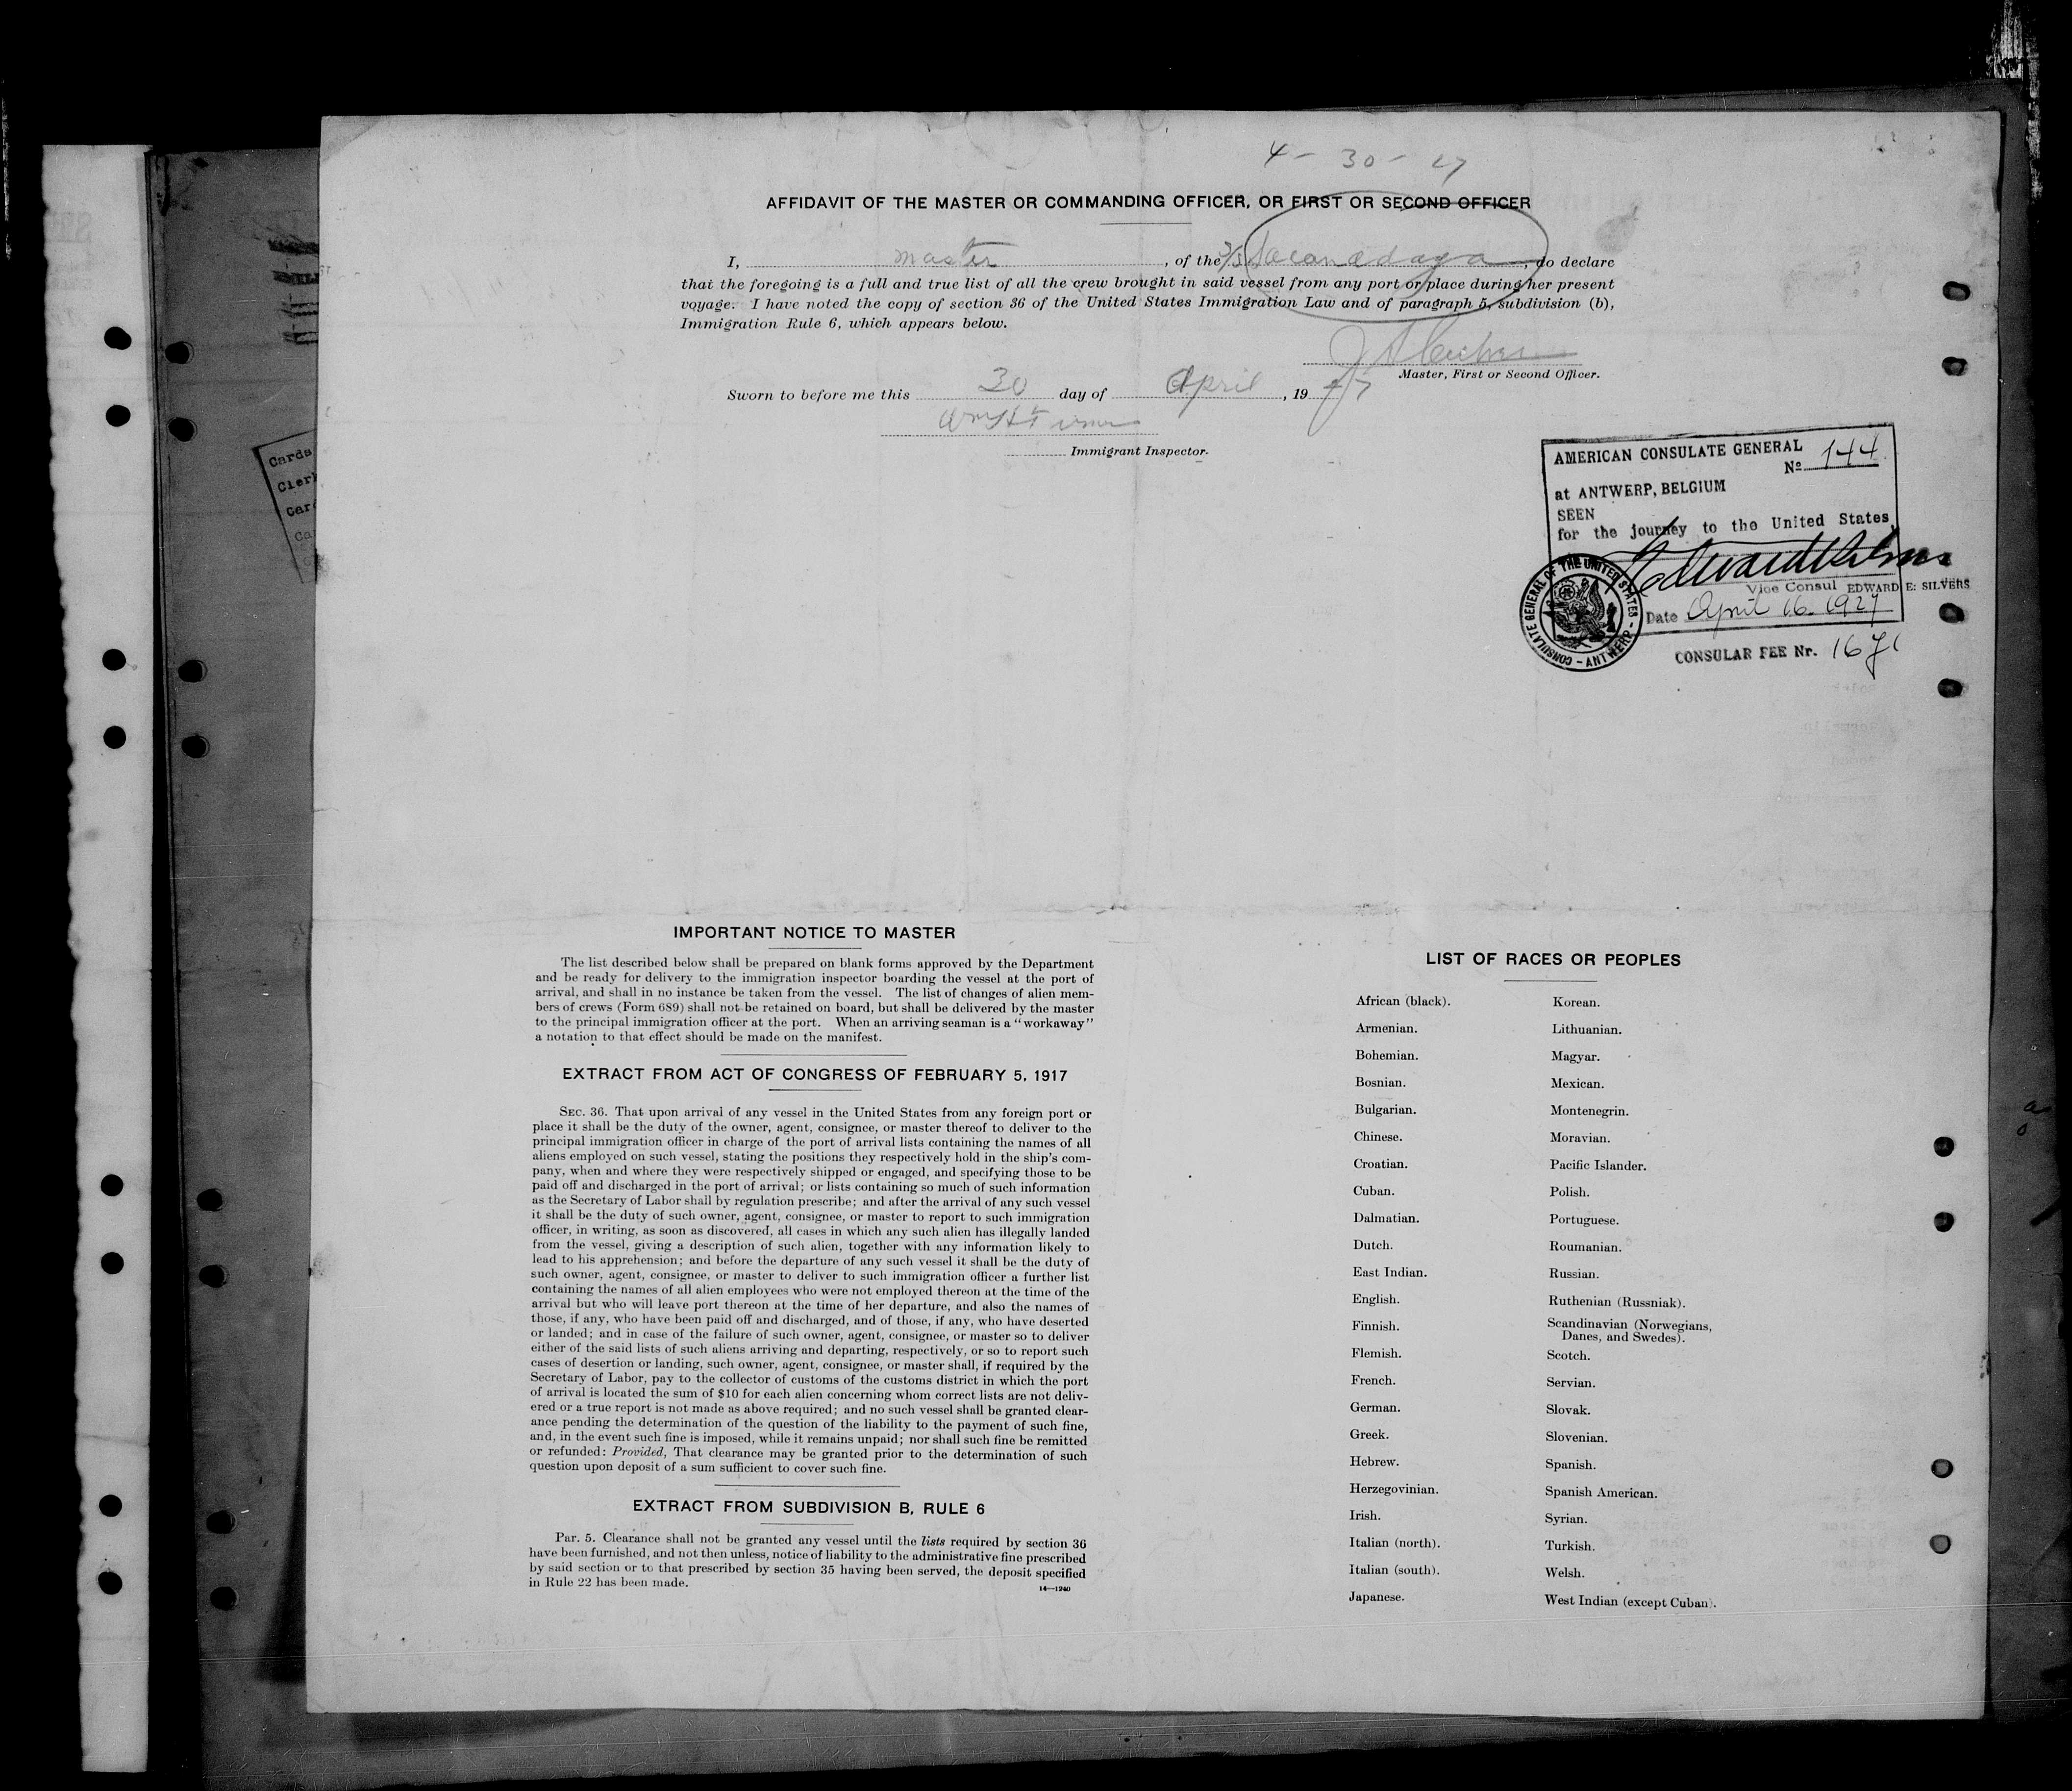 4 - 30 - 27
AFFIDAVIT OF THE MASTER OR COMMANDING OFFICER, OR FIRST OR SECOND OFFICER
I, master, of the S/S Sacandaga, do declare
that the foregoing is a full and true list of all the crew brought in said vessel from any port or place during her present
voyage. I have noted the copy of section 36 of the United States Immigration Law and of paragraph 5, subdivision (b),
Immigration Rule 6, which appears below.
Master, First or Second Officer.
Sworn to before me this 30 day of April, 1927
Immigrant Inspector.
Cards
Cler
Car
Ca
AMERICAN CONSULATE GENERAL
No 144
at ANTWERP, BELGIUM
SEEN
for the journey to the United States
Vice Consul EDWARD E. SILVERS
Date April 16. 1927
CONSULATE GENERAL OF THE UNITED STATES - ANTWERP -
CONSULAR FEE Nr. 1671
IMPORTANT NOTICE TO MASTER
The list described below shall be prepared on blank forms approved by the Department
and be ready for delivery to the immigration inspector boarding the vessel at the port of
arrival, and shall in no instance be taken from the vessel. The list of changes of alien mem-
bers of crews (Form 689) shall not be retained on board, but shall be delivered by the master
to the principal immigration officer at the port. When an arriving seaman is a "workaway"
a notation to that effect should be made on the manifest.
EXTRACT FROM ACT OF CONGRESS OF FEBRUARY 5, 1917
SEC. 36. That upon arrival of any vessel in the United States from any foreign port or
place it shall be the duty of the owner, agent, consignee, or master thereof to deliver to the
principal immigration officer in charge of the port of arrival lists containing the names of all
aliens employed on such vessel, stating the positions they respectively hold in the ship's com-
pany, when and where they were respectively shipped or engaged, and specifying those to be
paid off and discharged in the port of arrival; or lists containing so much of such information
as the Secretary of Labor shall by regulation prescribe; and after the arrival of any such vessel
it shall be the duty of such owner, agent, consignee, or master to report to such immigration
officer, in writing, as soon as discovered, all cases in which any such alien has illegally landed
from the vessel, giving a description of such alien, together with any information likely to
lead to his apprehension; and before the departure of any such vessel it shall be the duty of
such owner, agent, consignee, or master to deliver to such immigration officer a further list
containing the names of all alien employees who were not employed thereon at the time of the
arrival but who will leave port thereon at the time of her departure, and also the names of
those, if any, who have been paid off and discharged, and of those, if any, who have deserted
or landed; and in case of the failure of such owner, agent, consignee, or master so to deliver
either of the said lists of such aliens arriving and departing, respectively, or so to report such
cases of desertion or landing, such owner, agent, consignee, or master shall, if required by the
Secretary of Labor, pay to the collector of customs of the customs district in which the port
of arrival is located the sum of $10 for each alien concerning whom correct lists are not deliv-
ered or a true report is not made as above required; and no such vessel shall be granted clear-
ance pending the determination of the question of the liability to the payment of such fine,
and, in the event such fine is imposed, while it remains unpaid; nor shall such fine be remitted
or refunded: Provided, That clearance may be granted prior to the determination of such
question upon deposit of a sum sufficient to cover such fine.
EXTRACT FROM SUBDIVISION B, RULE 6
Par. 5. Clearance shall not be granted any vessel until the lists required by section 36
have been furnished, and not then unless, notice of liability to the administrative fine prescribed
by said section or to that prescribed by section 35 having been served, the deposit specified
in Rule 22 has been made.
14—1240
LIST OF RACES OR PEOPLES
African (black).
Armenian.
Bohemian.
Bosnian.
Bulgarian.
Chinese.
Croatian.
Cuban.
Dalmatian.
Dutch.
East Indian.
English.
Finnish.
Flemish.
French.
German.
Greek.
Hebrew.
Herzegovinian.
Irish.
Italian (north).
Italian (south).
Japanese.
Korean.
Lithuanian.
Magyar.
Mexican.
Montenegrin.
Moravian.
Pacific Islander.
Polish.
Portuguese.
Roumanian.
Russian.
Ruthenian (Russniak).
Scandinavian (Norwegians,
Danes, and Swedes).
Scotch.
Servian.
Slovak.
Slovenian.
Spanish.
Spanish American.
Syrian.
Turkish.
Welsh.
West Indian (except Cuban).